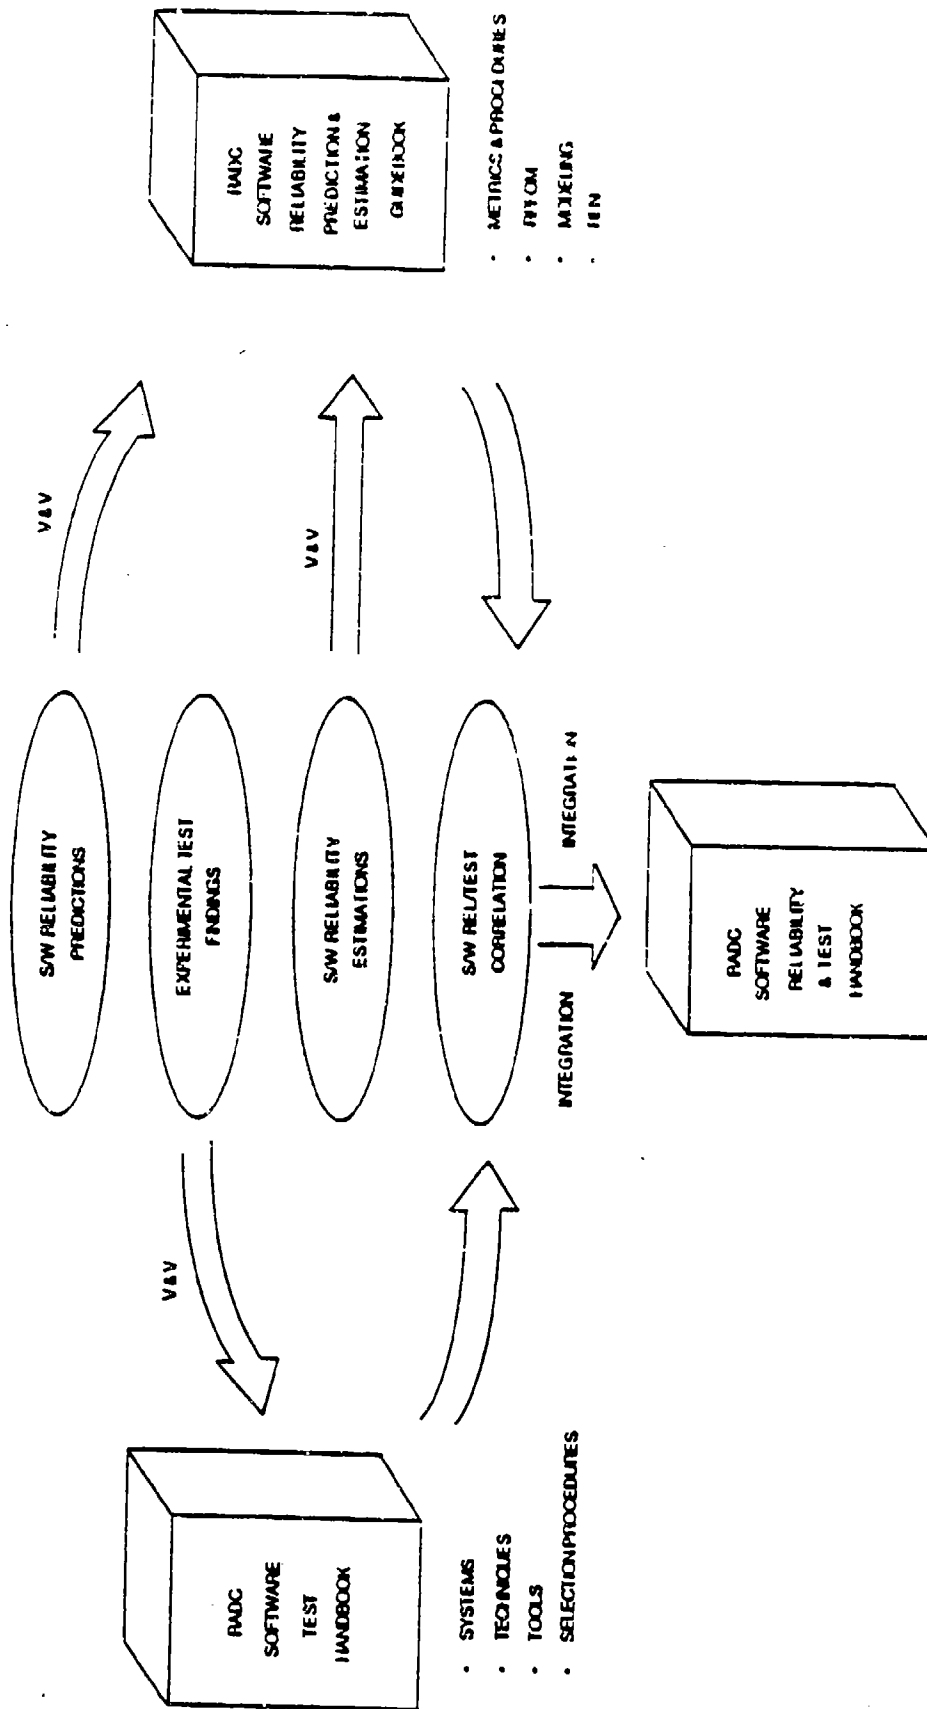 S/W RELIABILITY
PREDICTIONS
EXPERIMENTAL TEST
FINDINGS
S/W RELIABILITY
ESTIMATIONS
S/W REL/TEST
CORRELATION
V&V
V&V
V&V
RADC
SOFTWARE
TEST
HANDBOOK
• SYSTEMS
• TECHNIQUES
• TOOLS
• SELECTION PROCEDURES
RADC
SOFTWARE
RELIABILITY
PREDICTION &
ESTIMATION
GUIDEBOOK
• METRICS & PROCEDURES
• MODELING
INTEGRATION
INTEGRATION
RADC
SOFTWARE
RELIABILITY
& TEST
HANDBOOK